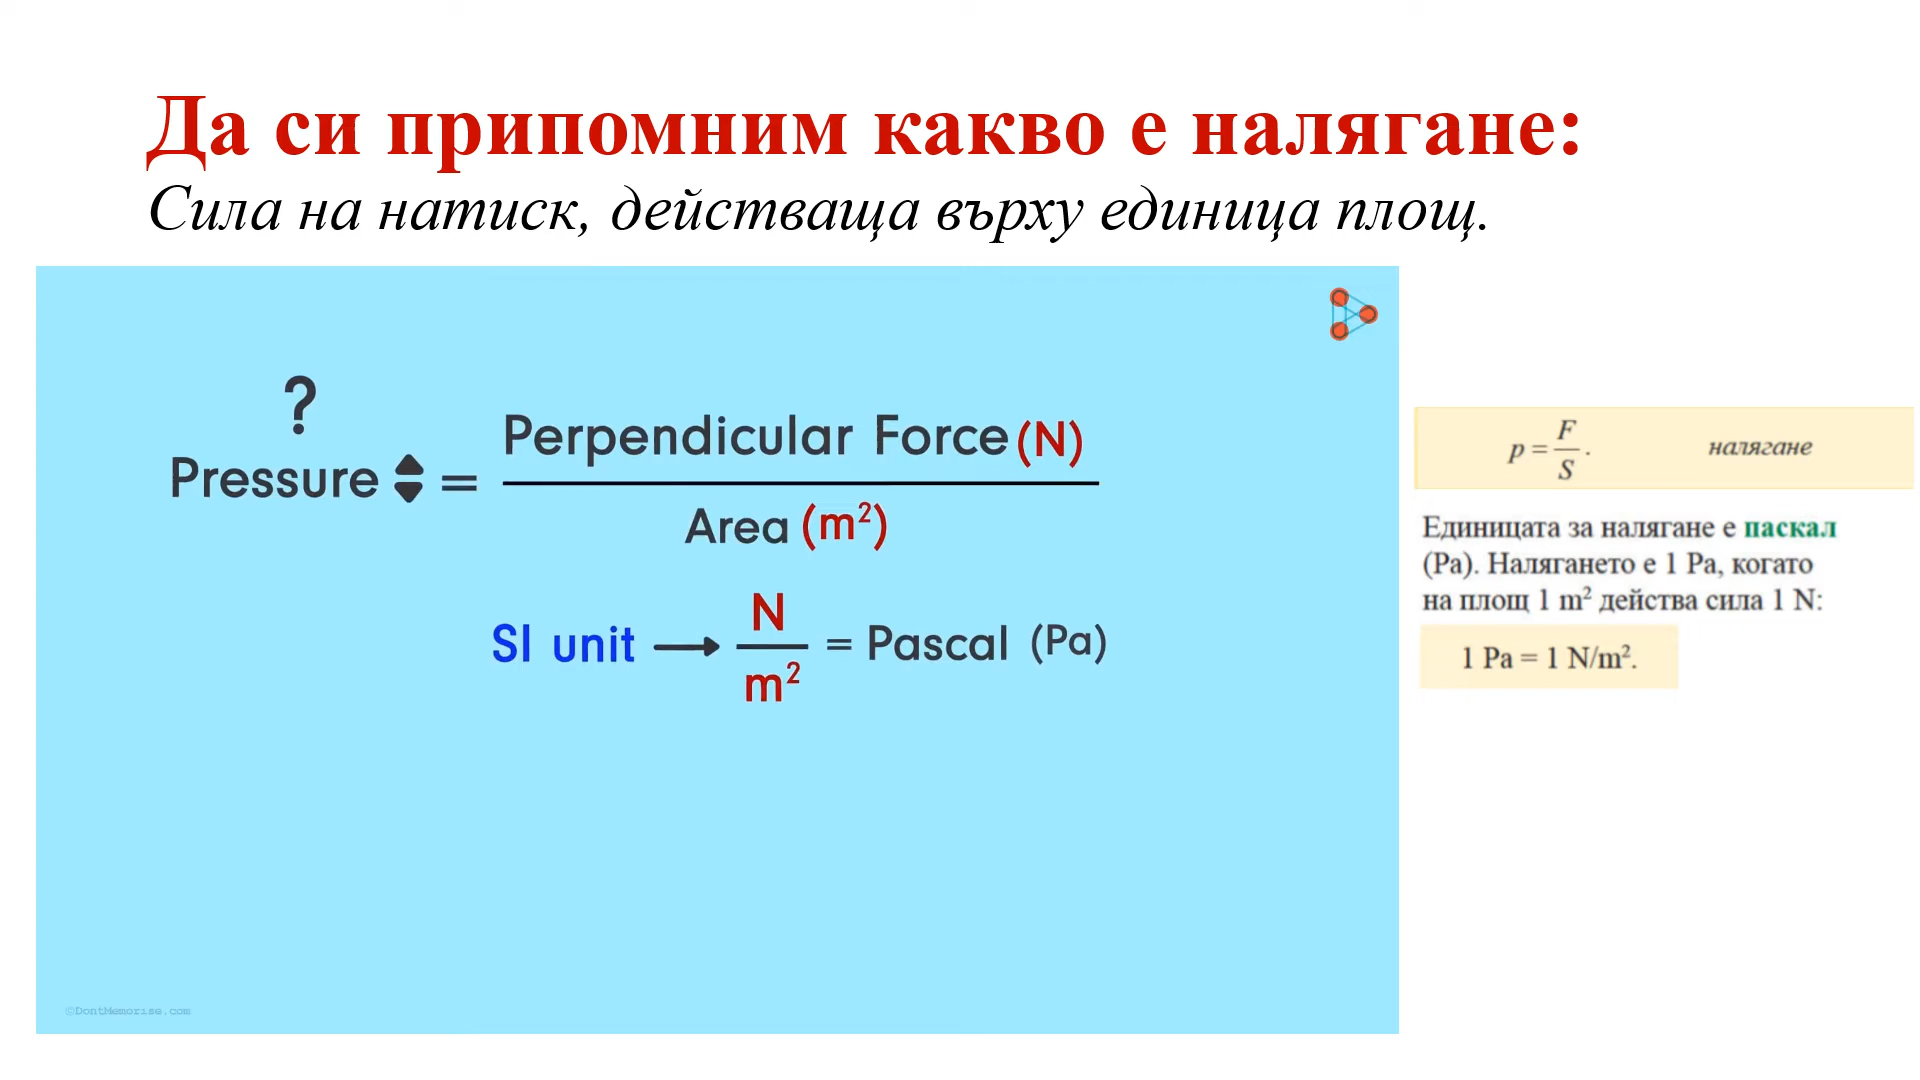 Да си припомним какво е налягане:
Сила на натиск, действаща върху единица площ.
?
Pressure = Perpendicular Force (N)
Area (m²)
SI unit → N
m²
= Pascal (Pa)
©DontMemorise.com
p = F/S. налягане
Единицата за налягане е паскал
(Pa). Налягането е 1 Pa, когато
на площ 1 m² действа сила 1 N:
1 Pa = 1 N/m².